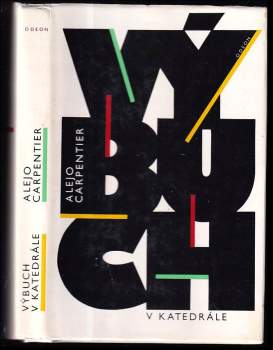 ODEON
ALEJO
CARPENTIER
VÝBUCH
V KATEDRÁLE
VÝ
BU
CH
ODEON
ALEJO
CARPENTIER
V KATEDRÁLE